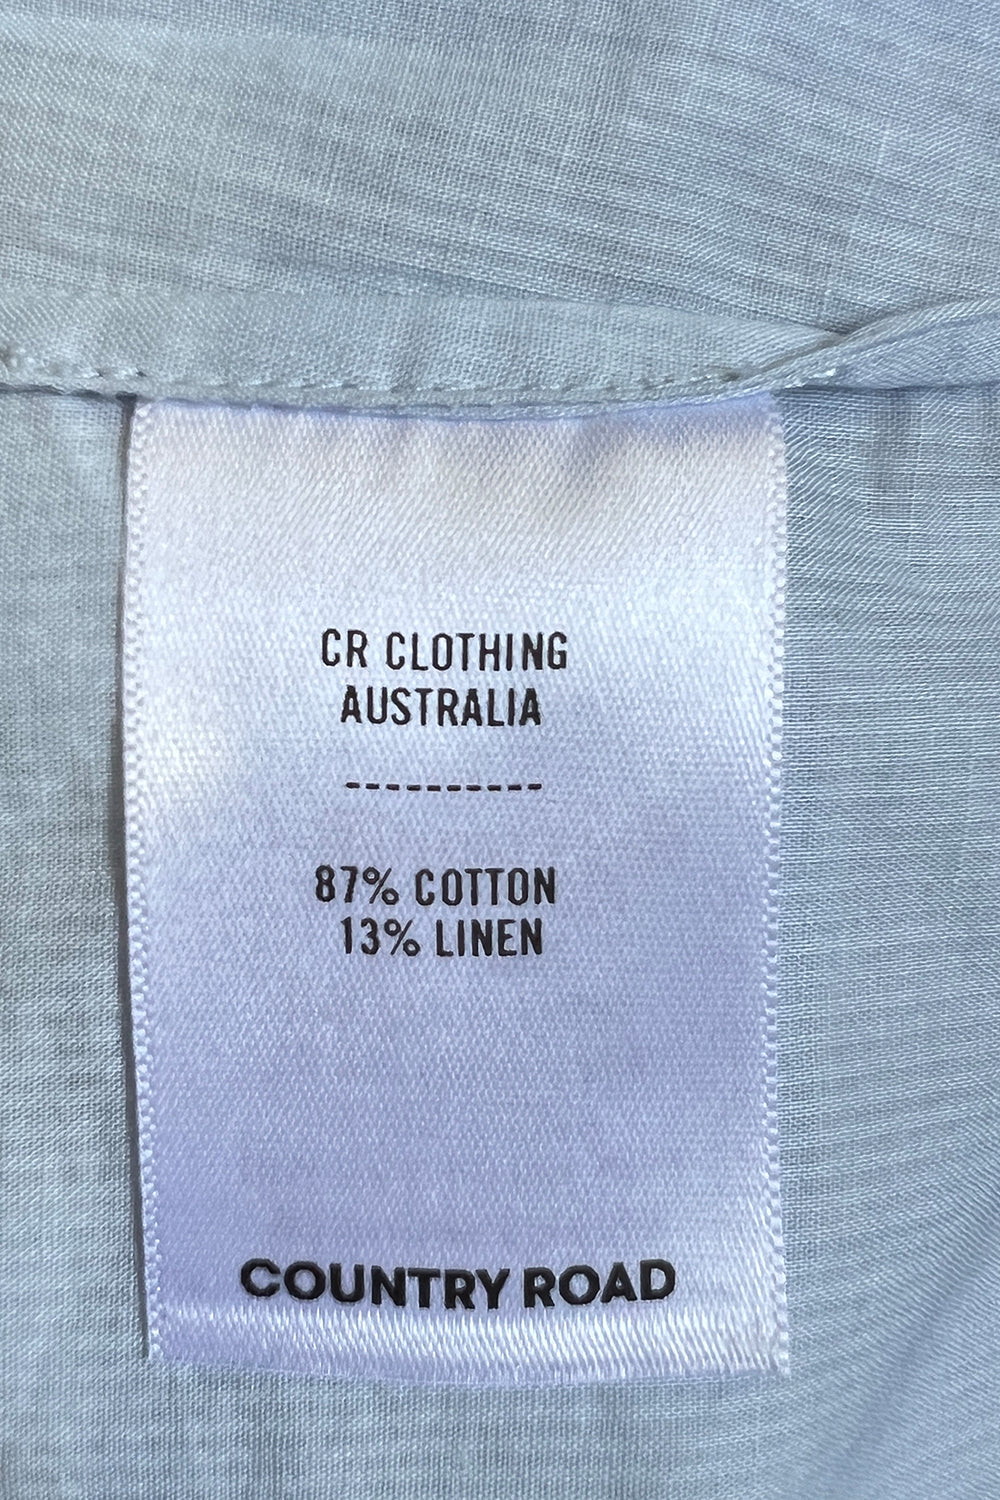 CR CLOTHING
AUSTRALIA
----------
87% COTTON
13% LINEN
COUNTRY ROAD